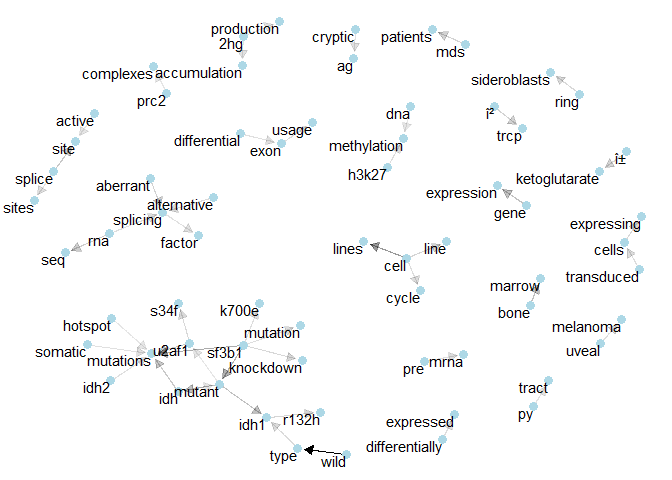 production
2hg
cryptic
patients
mds
complexes
accumulation
ag
sideroblasts
prc2
ring
active
differential
usage
dna
î²
trcp
site
exon
methylation
splice
aberrant
h3k27
ketoglutarate
î±
sites
alternative
expression
splicing
gene
expressing
rna
factor
seq
lines
line
cells
cell
transduced
cycle
marrow
bone
s34f
k700e
hotspot
mutation
melanoma
somatic
mutations
u2af1
sf3b1
uveal
knockdown
pre
mrna
idh2
idh
mutant
tract
idh1
r132h
expressed
py
differentially
type
wild